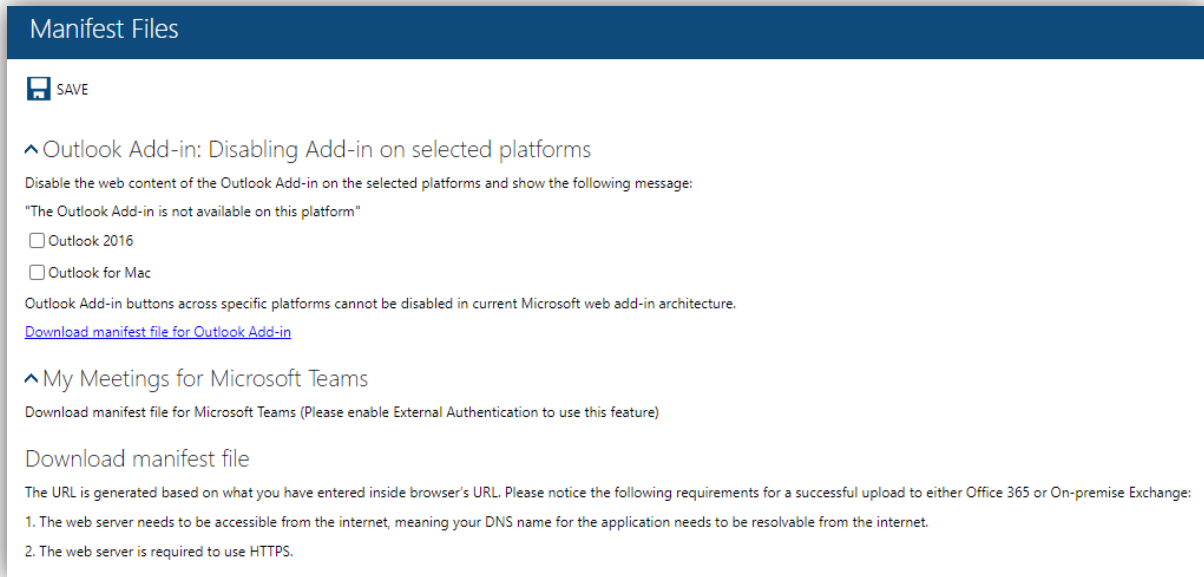 Manifest Files
SAVE
Outlook Add-in: Disabling Add-in on selected platforms
Disable the web content of the Outlook Add-in on the selected platforms and show the following message:
"The Outlook Add-in is not available on this platform"
Outlook 2016
Outlook for Mac
Outlook Add-in buttons across specific platforms cannot be disabled in current Microsoft web add-in architecture.
Download manifest file for Outlook Add-in
My Meetings for Microsoft Teams
Download manifest file for Microsoft Teams (Please enable External Authentication to use this feature)
Download manifest file
The URL is generated based on what you have entered inside browser's URL. Please notice the following requirements for a successful upload to either Office 365 or On-premise Exchange:
1. The web server needs to be accessible from the internet, meaning your DNS name for the application needs to be resolvable from the internet.
2. The web server is required to use HTTPS.